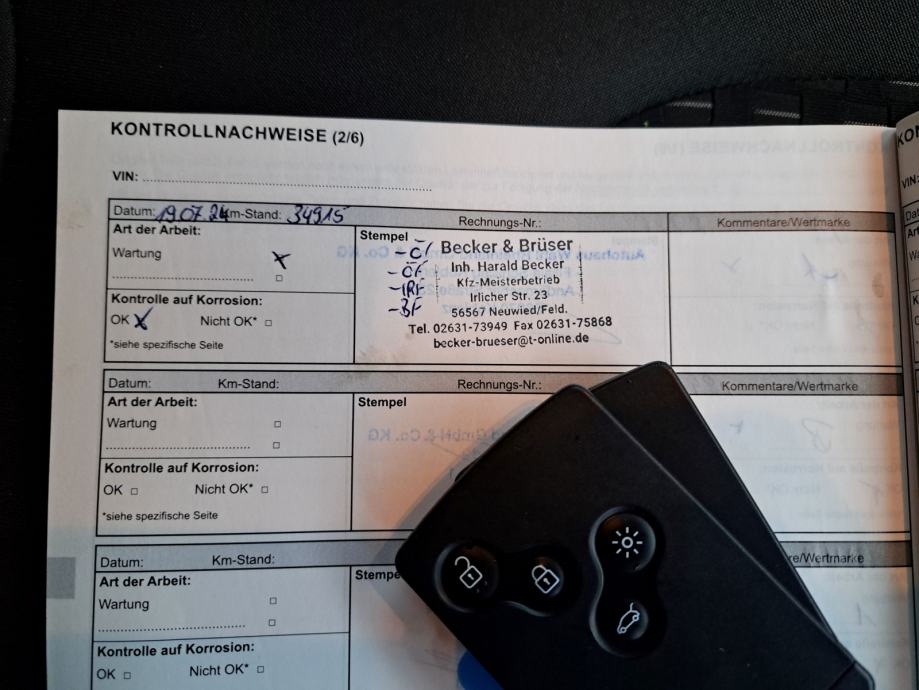 KONTROLLNACHWEISE (2/6)
VIN:
Datum: 19.07.24 Km-Stand: 34915 Rechnungs-Nr.: Kommentare/Wertmarke
Art der Arbeit:
Wartung x
Kontrolle auf Korrosion:
OK x Nicht OK*
*siehe spezifische Seite
Stempel
Becker & Brüser
Inh. Harald Becker
Kfz-Meisterbetrieb
Irlicher Str. 23
56567 Neuwied/Feld.
Tel. 02631-73949 Fax 02631-75868
becker-brueser@t-online.de
- ÖF
- IRF
- BF
Datum: Km-Stand: Rechnungs-Nr.: Kommentare/Wertmarke
Art der Arbeit:
Wartung
Kontrolle auf Korrosion:
OK Nicht OK*
*siehe spezifische Seite
Stempel
Datum: Km-Stand:
Art der Arbeit:
Wartung
Kontrolle auf Korrosion:
OK Nicht OK*